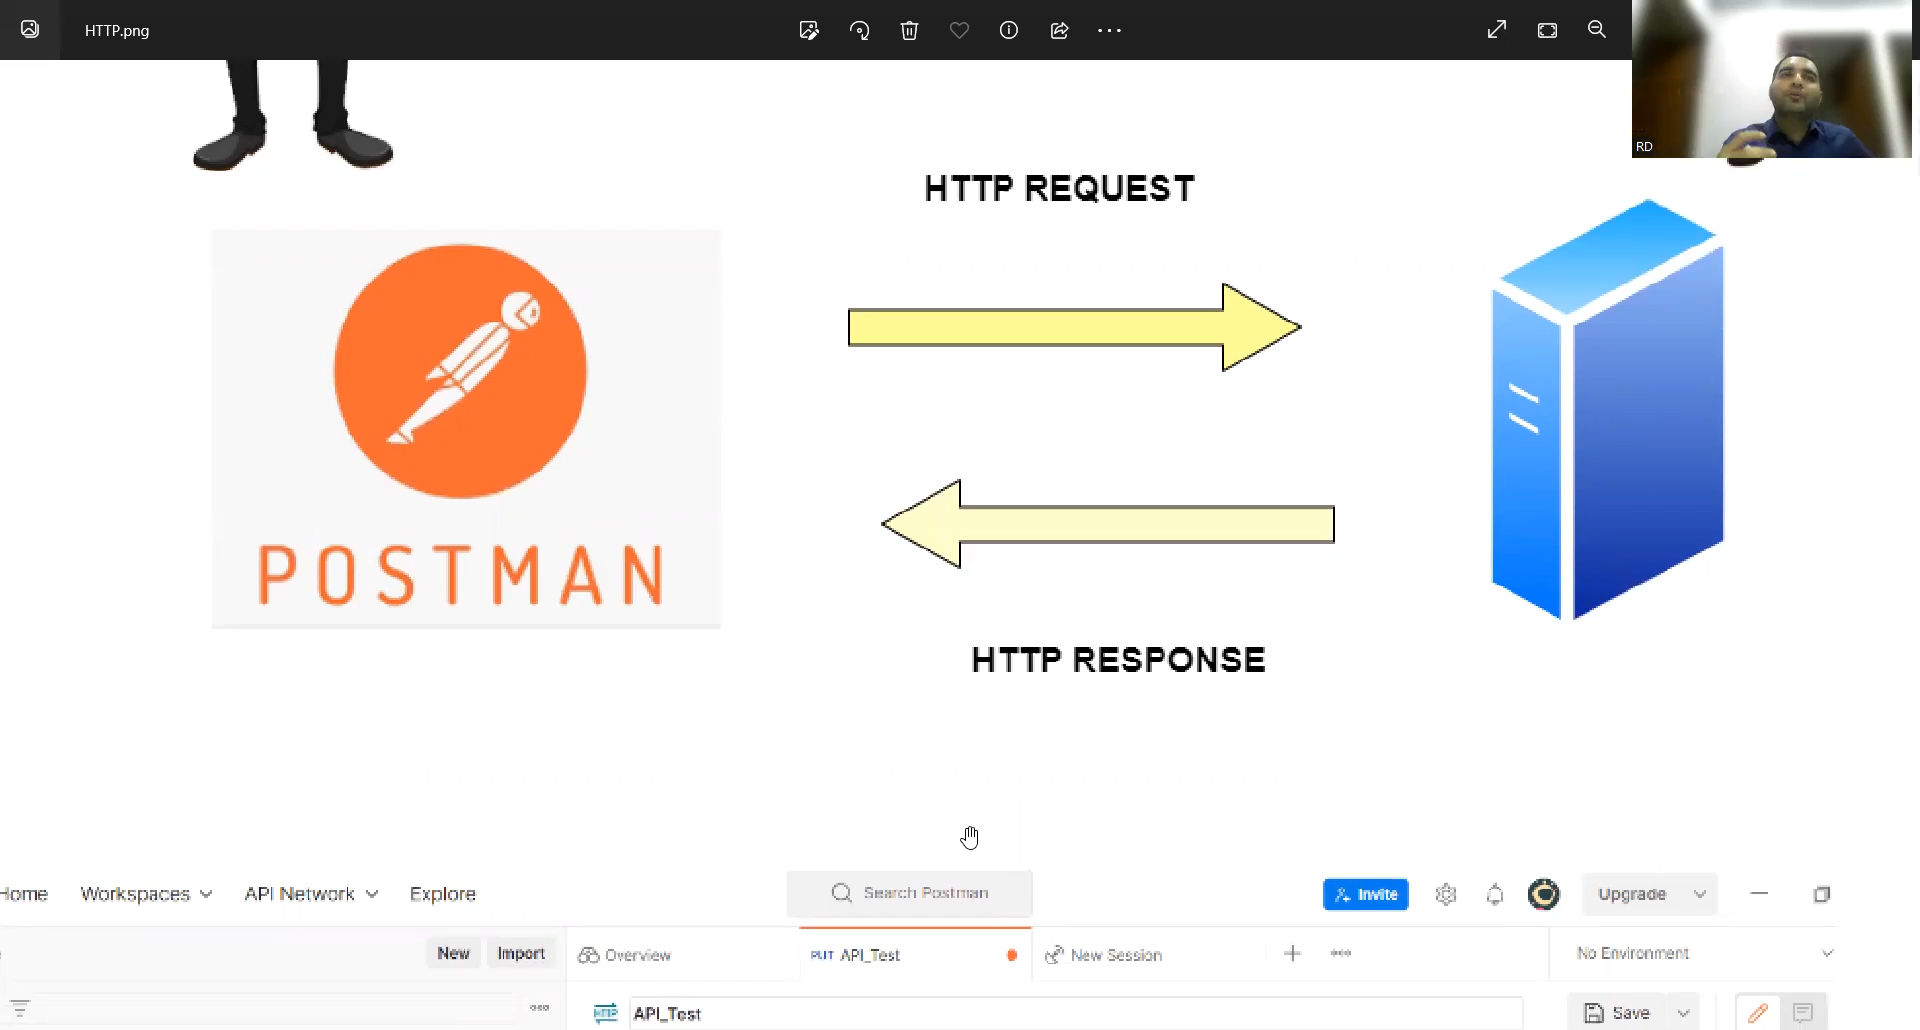 HTTP.png
RD
HTTP REQUEST
POSTMAN
HTTP RESPONSE
Home Workspaces API Network Explore Search Postman Invite Upgrade
New Import Overview PUT API_Test New Session No Environment
HTTP API_Test Save